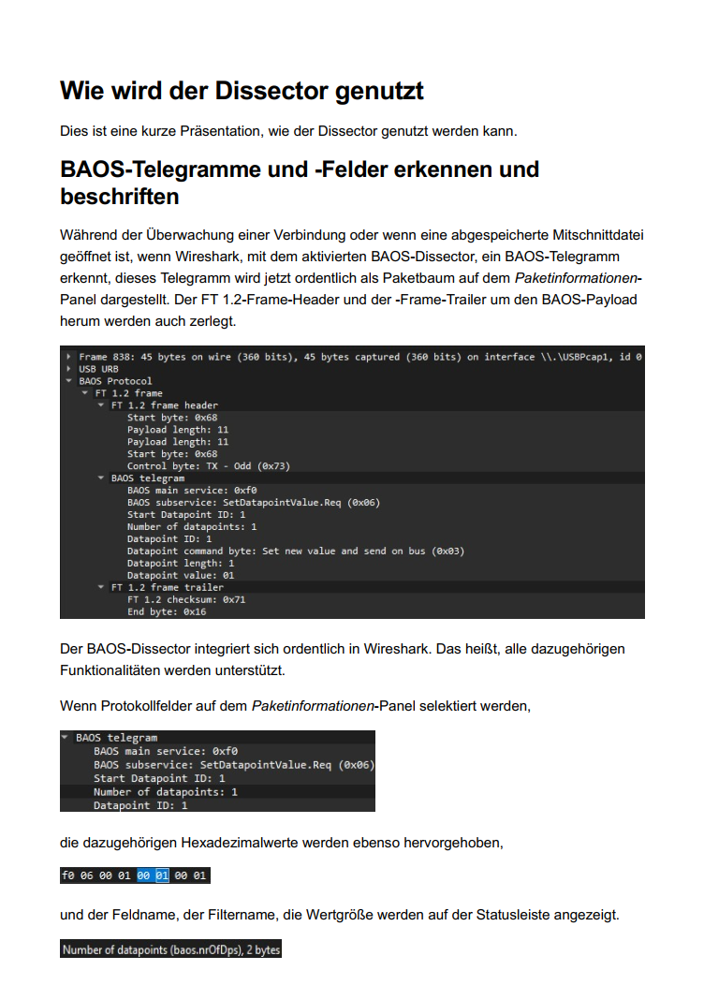 Wie wird der Dissector genutzt
Dies ist eine kurze Präsentation, wie der Dissector genutzt werden kann.
BAOS-Telegramme und -Felder erkennen und
beschriften
Während der Überwachung einer Verbindung oder wenn eine abgespeicherte Mitschnittdatei
geöffnet ist, wenn Wireshark, mit dem aktivierten BAOS-Dissector, ein BAOS-Telegramm
erkennt, dieses Telegramm wird jetzt ordentlich als Paketbaum auf dem Paketinformationen-
Panel dargestellt. Der FT 1.2-Frame-Header und der -Frame-Trailer um den BAOS-Payload
herum werden auch zerlegt.
Frame 838: 45 bytes on wire (360 bits), 45 bytes captured (360 bits) on interface \\.\USBPcap1, id 0
USB URB
BAOS Protocol
FT 1.2 frame
FT 1.2 frame header
Start byte: 0x68
Payload length: 11
Payload length: 11
Start byte: 0x68
Control byte: TX - Odd (0x73)
BAOS telegram
BAOS main service: 0xf0
BAOS subservice: SetDatapointValue.Req (0x06)
Start Datapoint ID: 1
Number of datapoints: 1
Datapoint ID: 1
Datapoint command byte: Set new value and send on bus (0x03)
Datapoint length: 1
Datapoint value: 01
FT 1.2 frame trailer
FT 1.2 checksum: 0x71
End byte: 0x16
Der BAOS-Dissector integriert sich ordentlich in Wireshark. Das heißt, alle dazugehörigen
Funktionalitäten werden unterstützt.
Wenn Protokollfelder auf dem Paketinformationen-Panel selektiert werden,
BAOS telegram
BAOS main service: 0xf0
BAOS subservice: SetDatapointValue.Req (0x06)
Start Datapoint ID: 1
Number of datapoints: 1
Datapoint ID: 1
die dazugehörigen Hexadezimalwerte werden ebenso hervorgehoben,
f0 06 00 01 00 01 00 01
und der Feldname, der Filtername, die Wertgröße werden auf der Statusleiste angezeigt.
Number of datapoints (baos.nrOfDps), 2 bytes